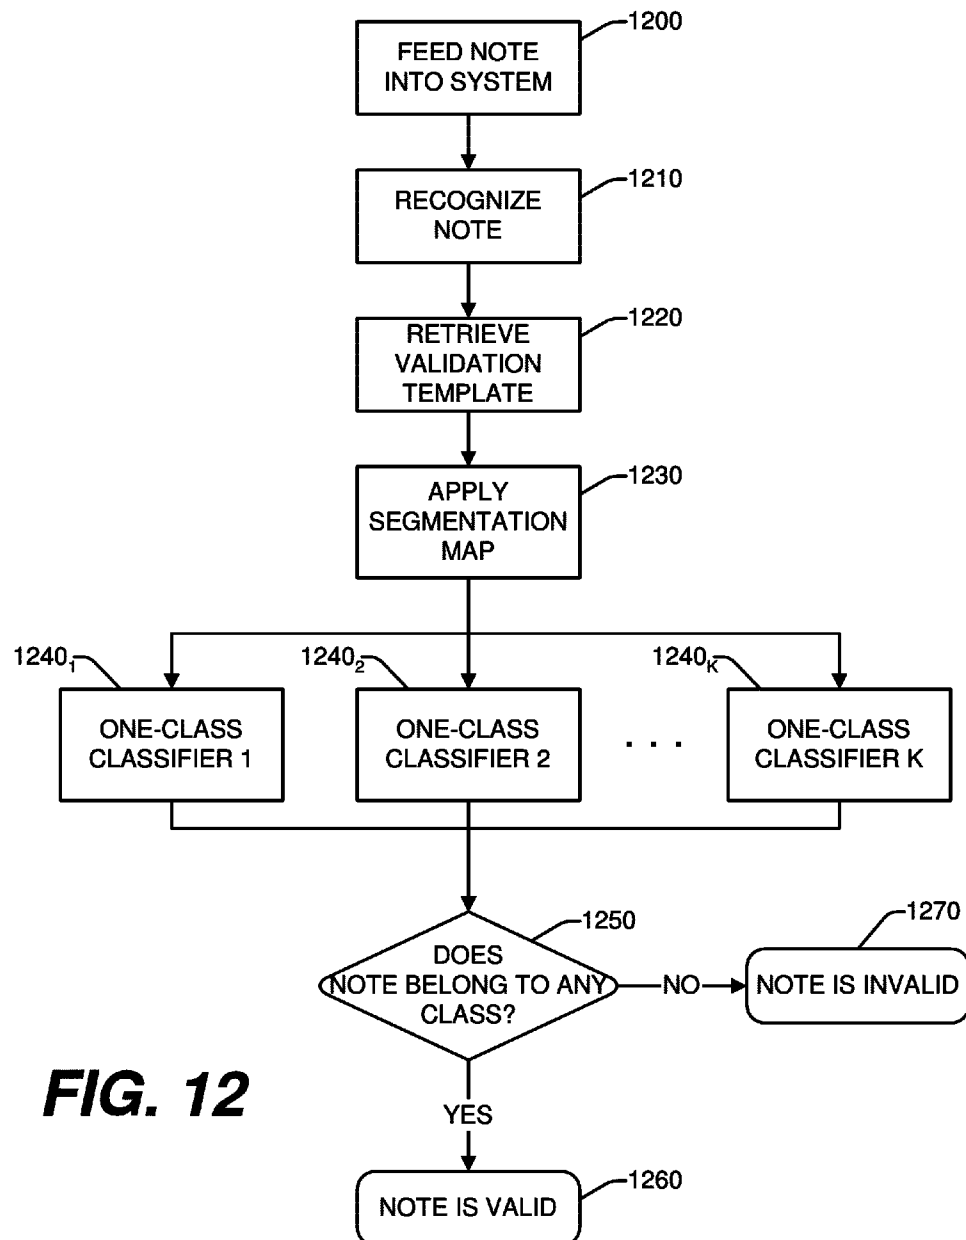 1200
FEED NOTE
INTO SYSTEM
1210
RECOGNIZE
NOTE
1220
RETRIEVE
VALIDATION
TEMPLATE
1230
APPLY
SEGMENTATION
MAP
1240₁
1240₂
1240ₖ
ONE-CLASS
CLASSIFIER 1
ONE-CLASS
CLASSIFIER 2
. . .
ONE-CLASS
CLASSIFIER K
1250
DOES
NOTE BELONG TO ANY
CLASS?
NO
1270
NOTE IS INVALID
YES
1260
NOTE IS VALID
FIG. 12